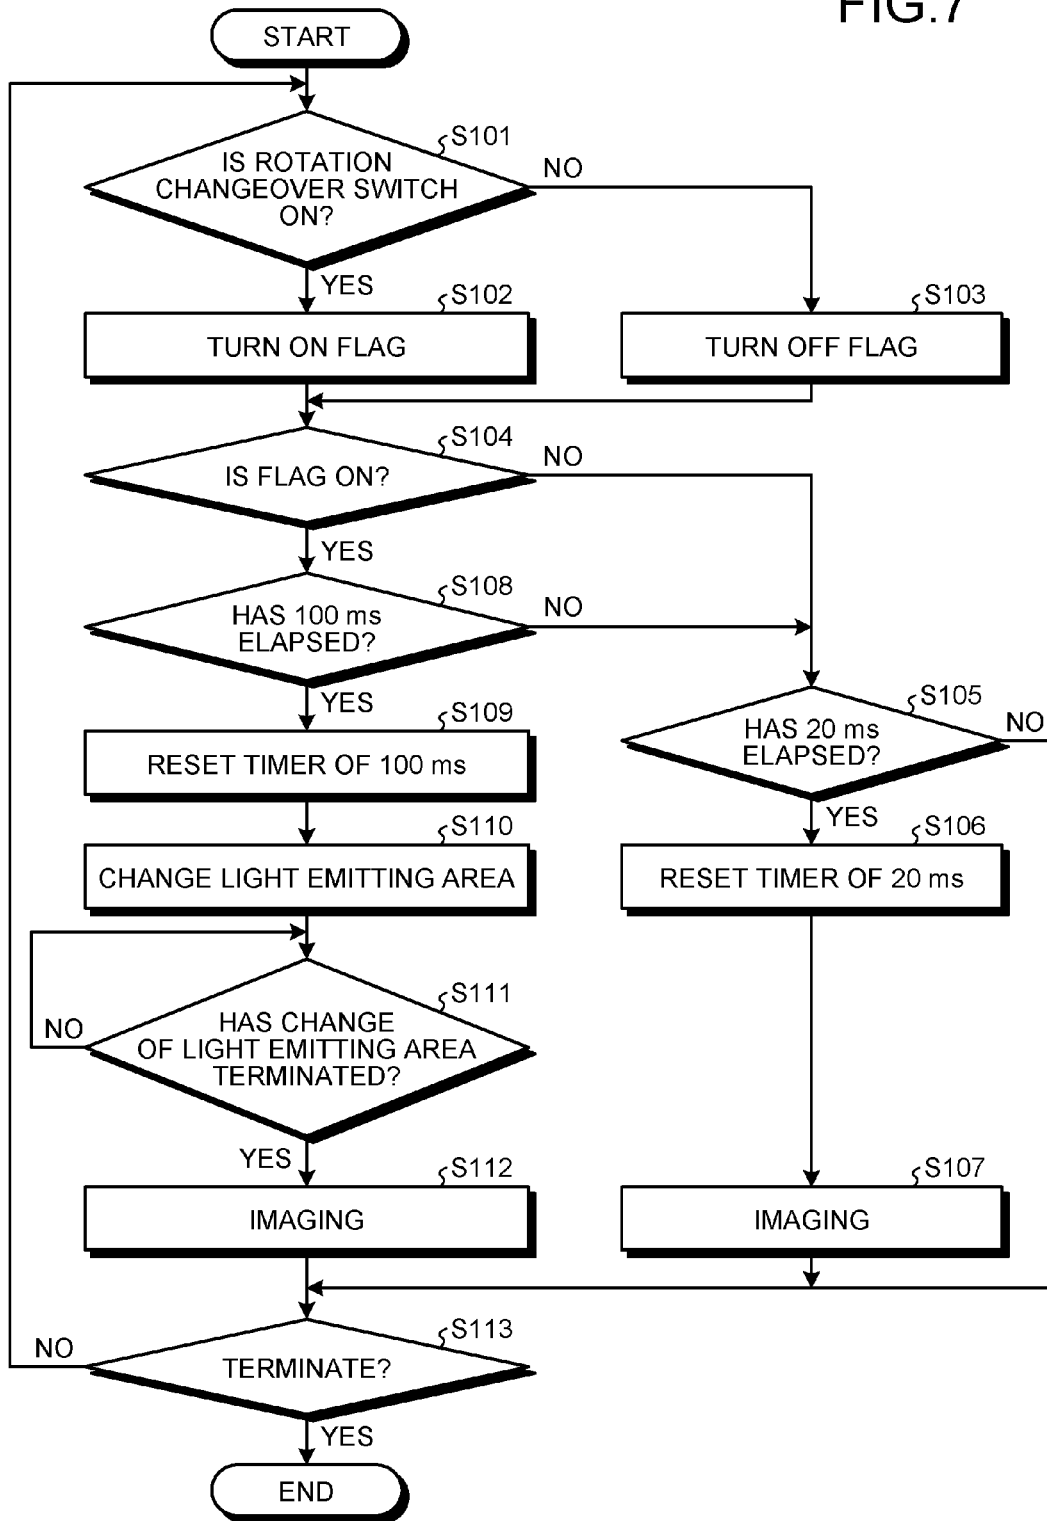 FIG.7
START
S101
IS ROTATION
CHANGEOVER SWITCH
ON?
NO
YES
S102
TURN ON FLAG
S103
TURN OFF FLAG
S104
IS FLAG ON?
NO
YES
S108
HAS 100 ms
ELAPSED?
NO
YES
S105
HAS 20 ms
ELAPSED?
NO
YES
S109
RESET TIMER OF 100 ms
S110
CHANGE LIGHT EMITTING AREA
S106
RESET TIMER OF 20 ms
S111
HAS CHANGE
OF LIGHT EMITTING AREA
TERMINATED?
NO
YES
S112
IMAGING
S107
IMAGING
S113
TERMINATE?
NO
YES
END